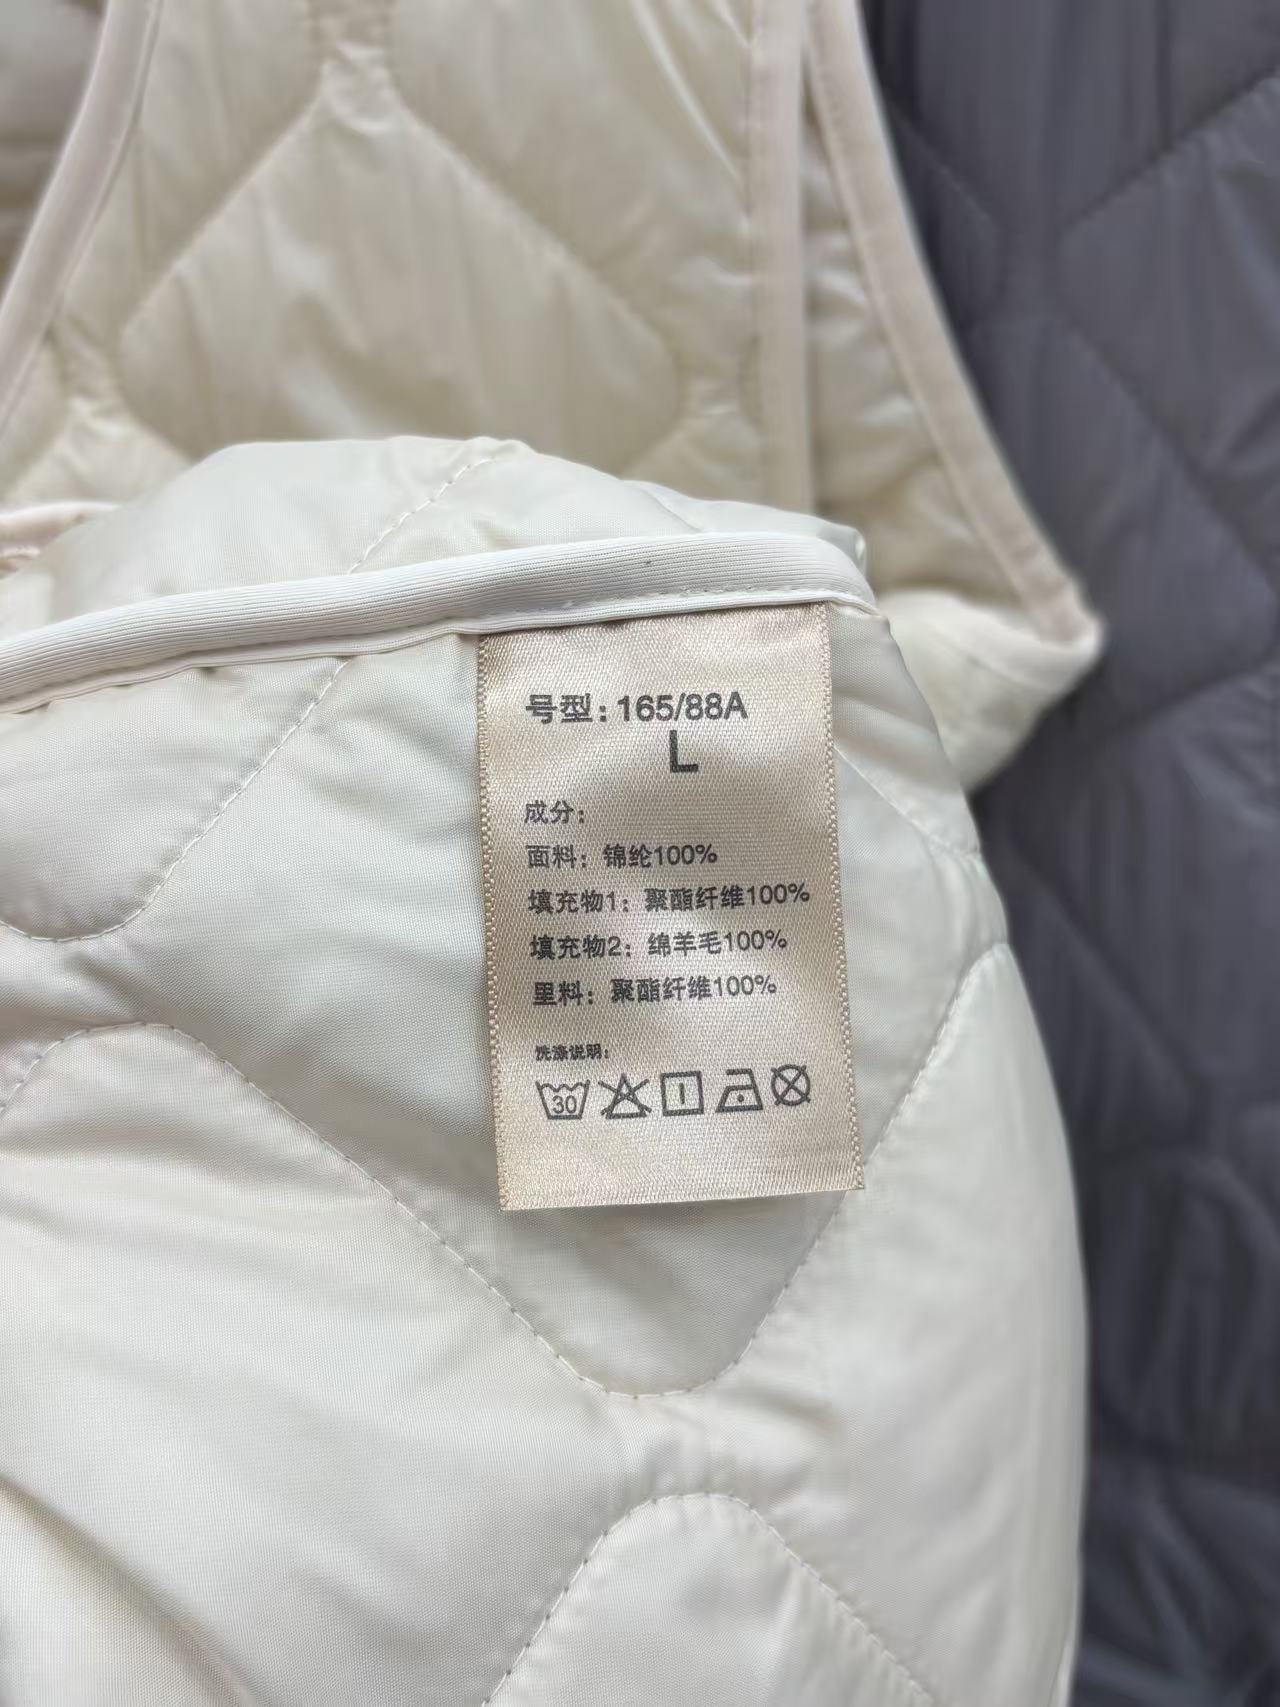 号型：165/88A
L
成分：
面料：锦纶100%
填充物1：聚酯纤维100%
填充物2：绵羊毛100%
里料：聚酯纤维100%
洗涤说明：
30